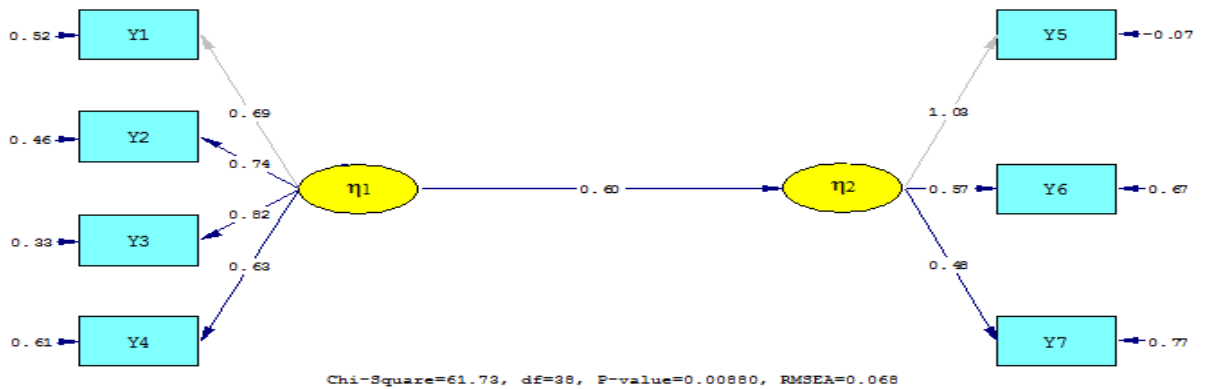 0.52 Y1 Y5 -0.07
0.69 1.03
0.46 Y2
0.74
η1 0.60 η2 0.57 Y6 0.67
0.82
0.33 Y3
0.63 0.48
0.61 Y4 Y7 0.77
Chi-Square=61.73, df=38, P-value=0.00880, RMSEA=0.068